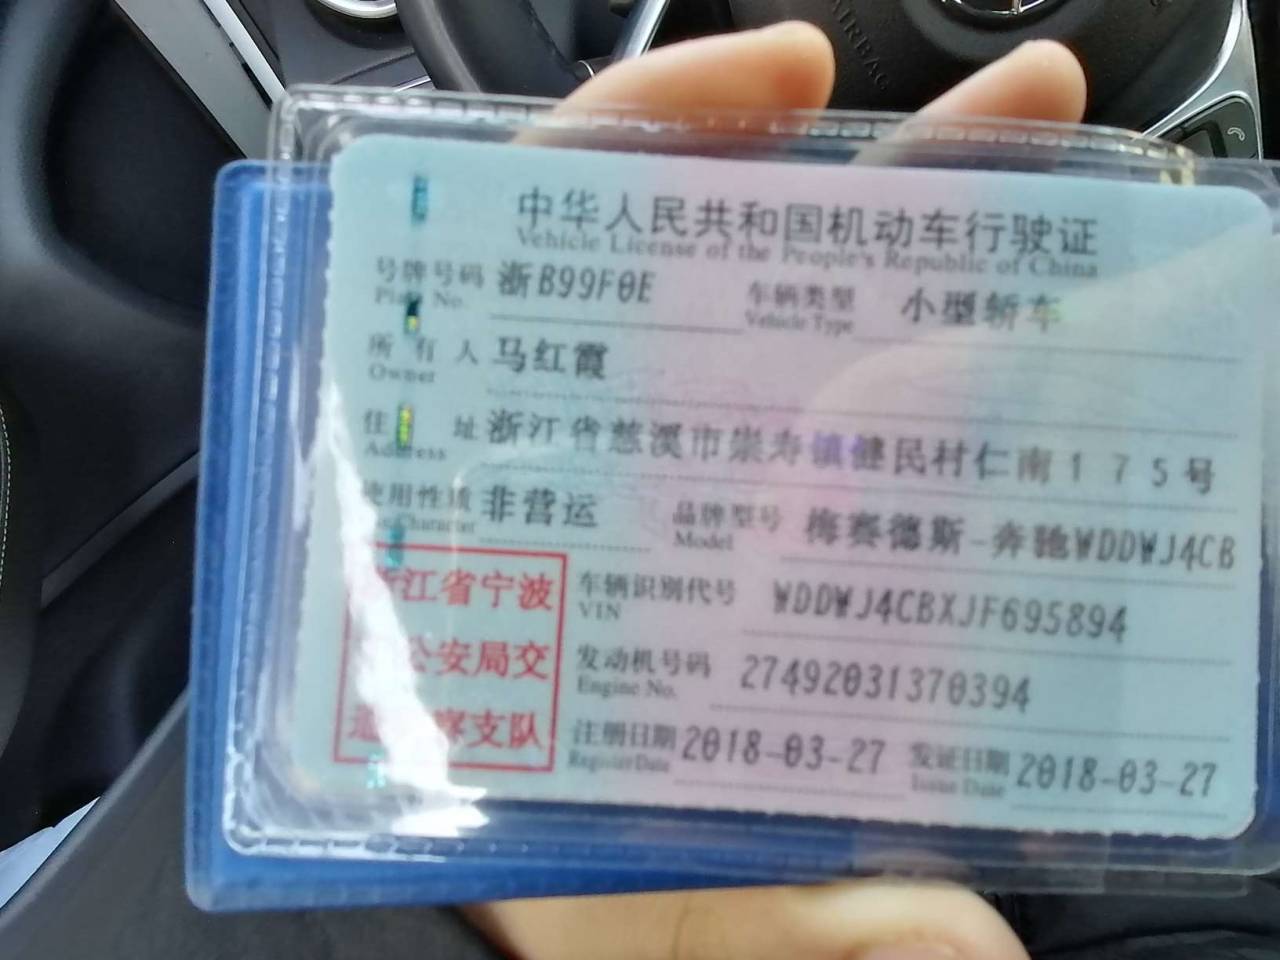 AIRBAG
中华人民共和国机动车行驶证
Vehicle License of the People's Republic of China
号牌号码 浙B99F0E 车辆类型 小型轿车
Plate No. Vehicle Type
所有人 马红霞
Owner
住址 浙江省慈溪市崇寿镇健民村仁南175号
Address
使用性质 非营运 品牌型号 梅赛德斯-奔驰WDDWJ4CB
Character Model
浙江省宁波 车辆识别代号 WDDWJ4CBXJF695894
VIN
公安局交 发动机号码 27492031370394
Engine No.
察支队 注册日期 2018-03-27 发证日期 2018-03-27
Register Date Issue Date